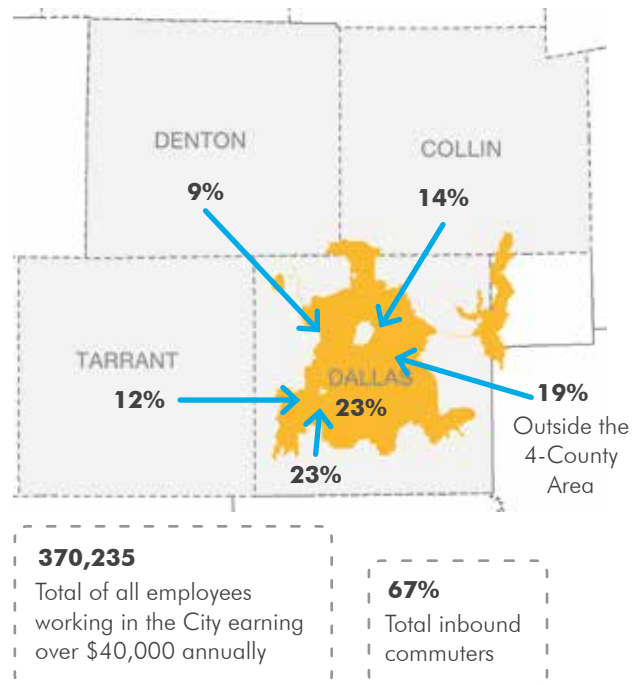 DENTON
COLLIN
9%
14%
TARRANT
DALLAS
12%
23%
19%
Outside the
4-County
Area
23%
370,235
Total of all employees
working in the City earning
over $40,000 annually
67%
Total inbound
commuters